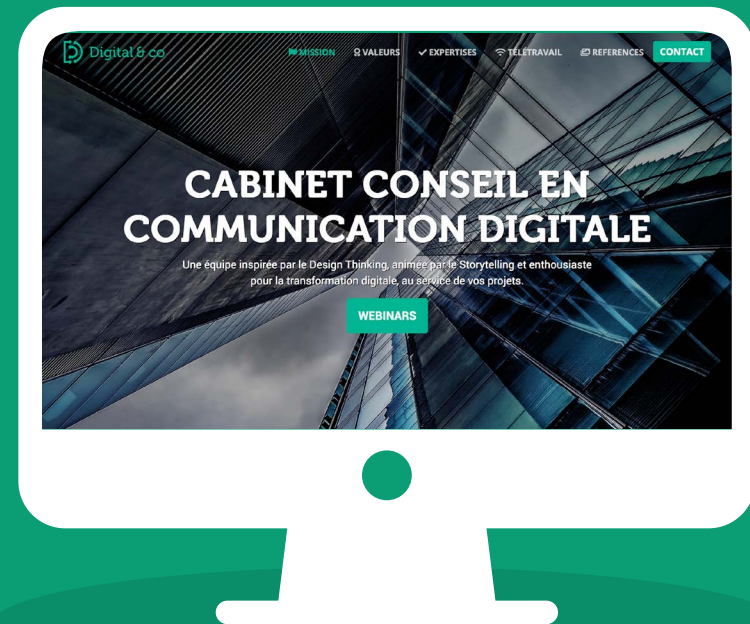 Digital & co
MISSION VALEURS EXPERTISES TÉLÉTRAVAIL REFERENCES CONTACT
CABINET CONSEIL EN
COMMUNICATION DIGITALE
Une équipe inspirée par le Design Thinking, animée par le Storytelling et enthousiaste
pour la transformation digitale, au service de vos projets.
WEBINARS